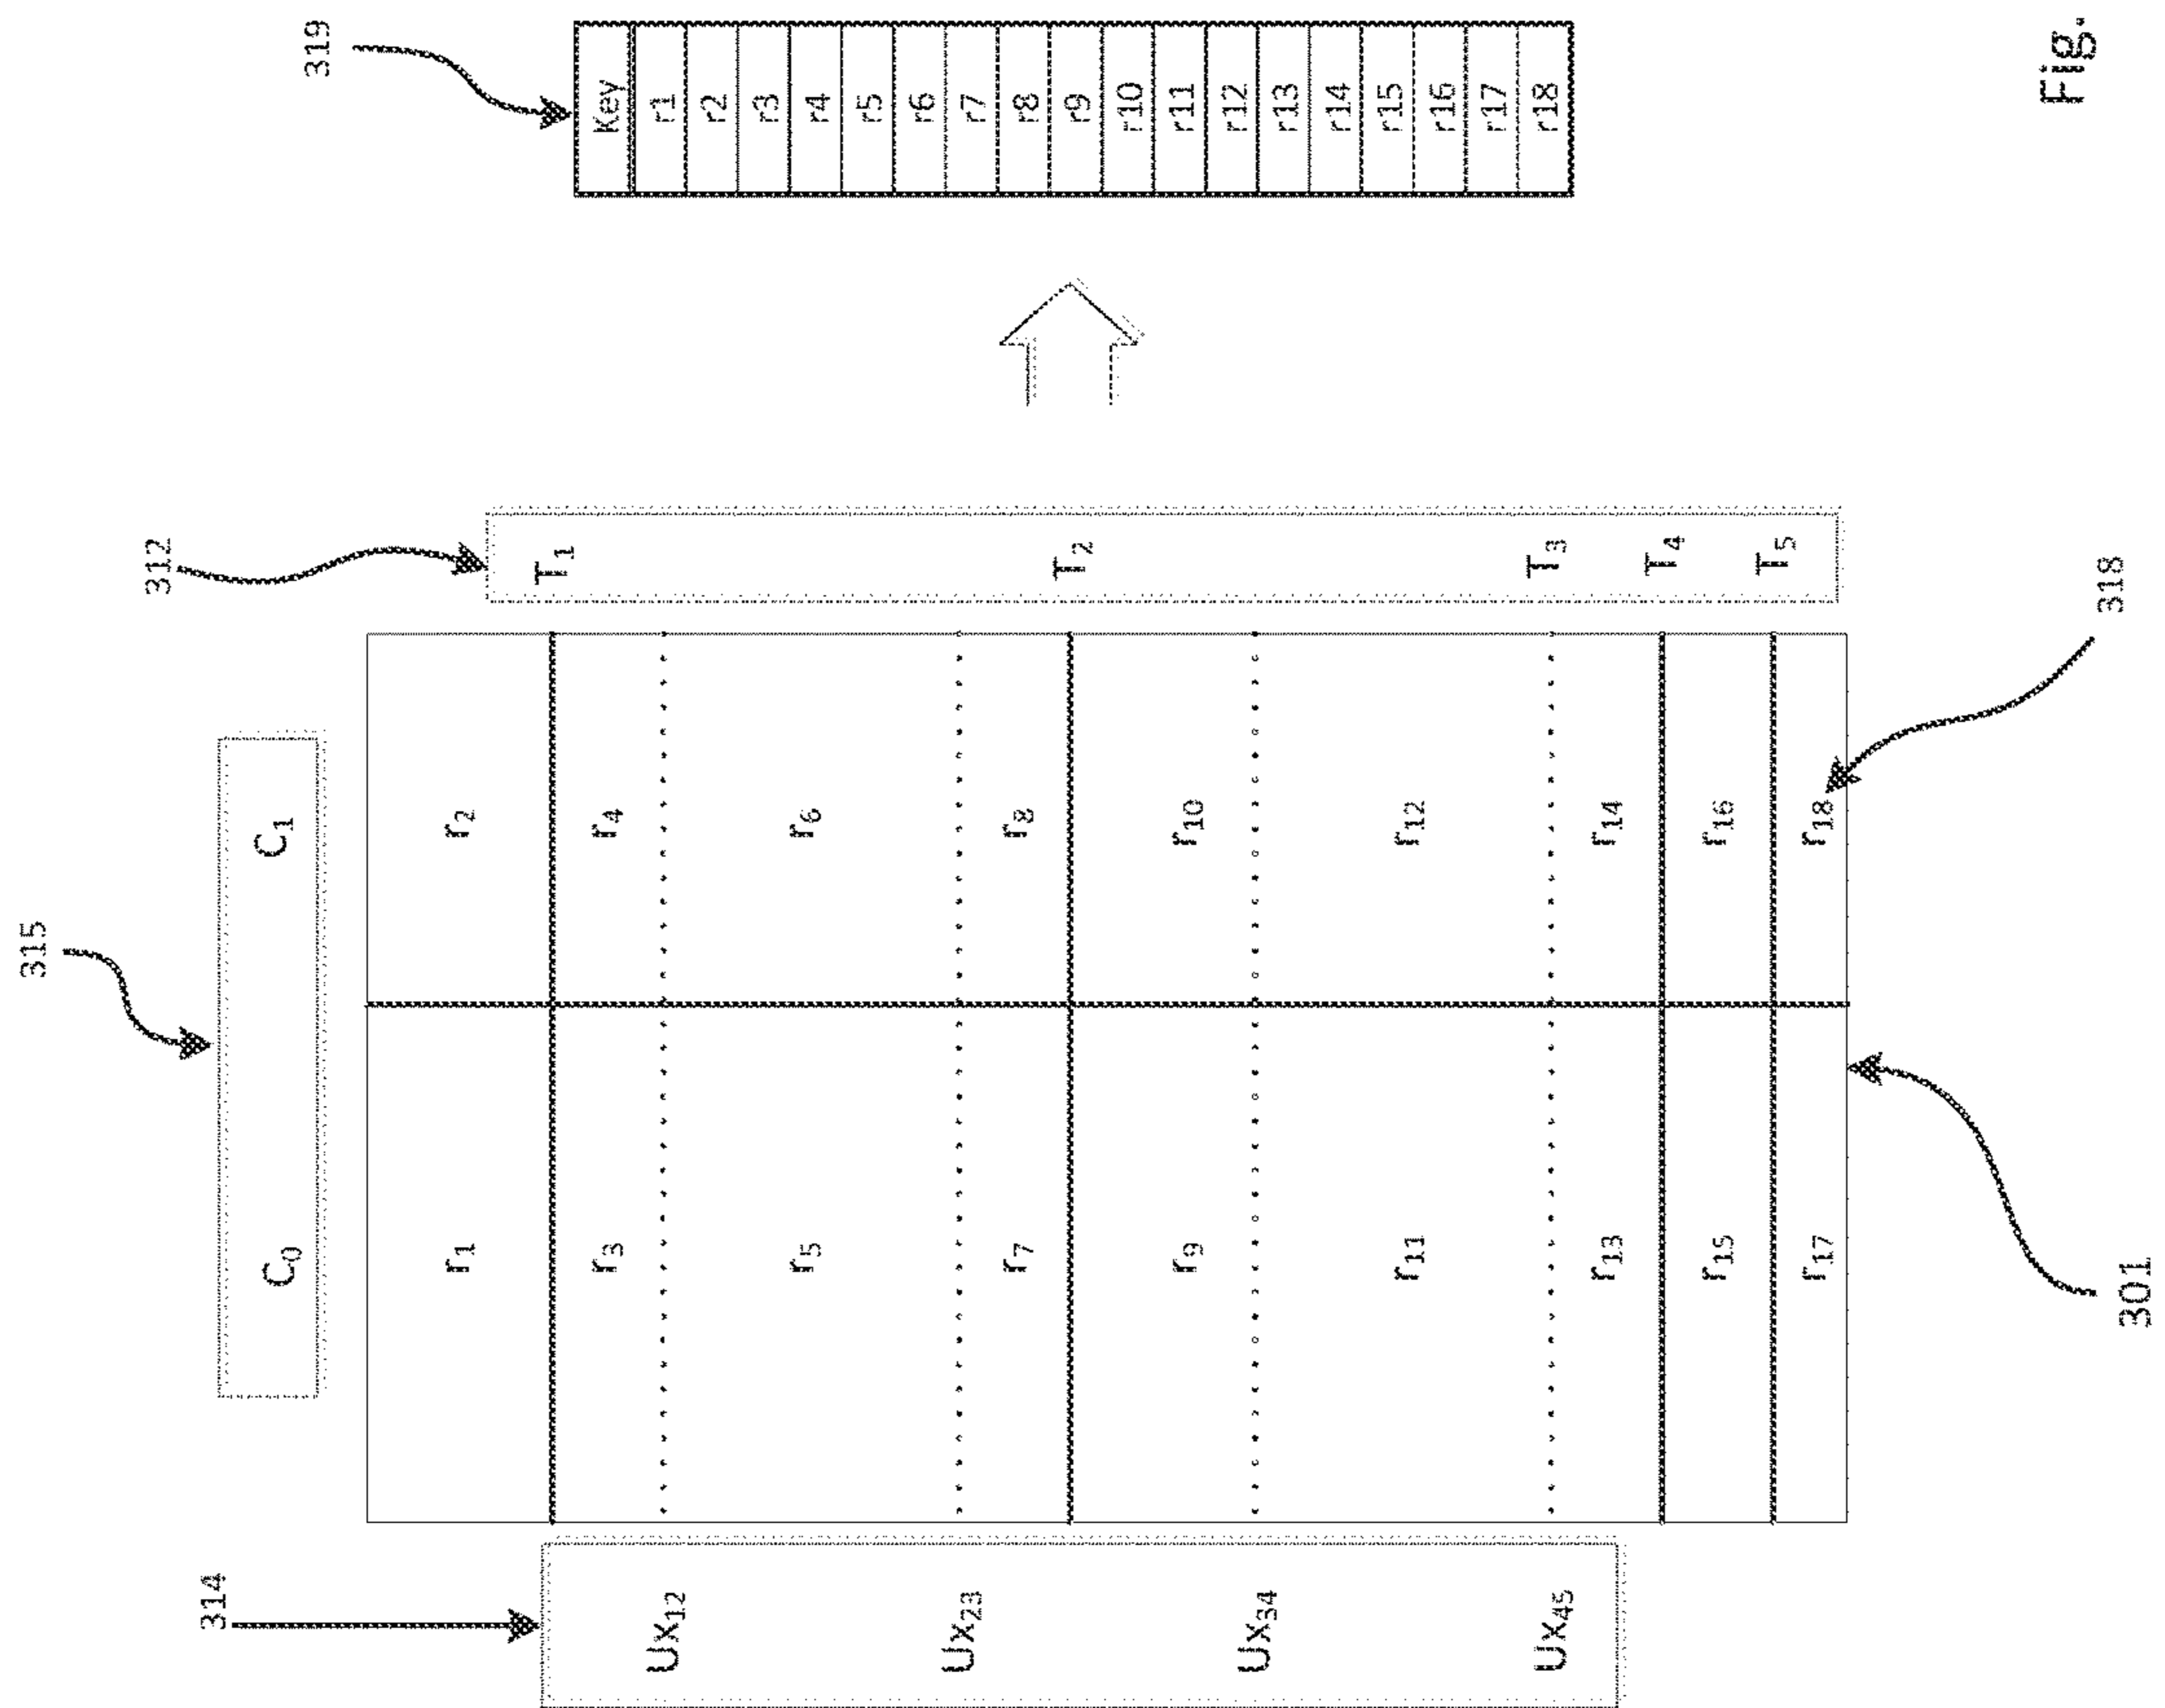 315
C₀ C₁
314
Ux₁₂
Ux₂₃
Ux₃₄
Ux₄₅
r₁ r₂
r₃ r₄
r₅ r₆
r₇ r₈
r₉ r₁₀
r₁₁ r₁₂
r₁₃ r₁₄
r₁₅ r₁₆
r₁₇ r₁₈
312
T₁
T₂
T₃
T₄
T₅
319
Key
r1
r2
r3
r4
r5
r6
r7
r8
r9
r10
r11
r12
r13
r14
r15
r16
r17
r18
301
318
Fig.